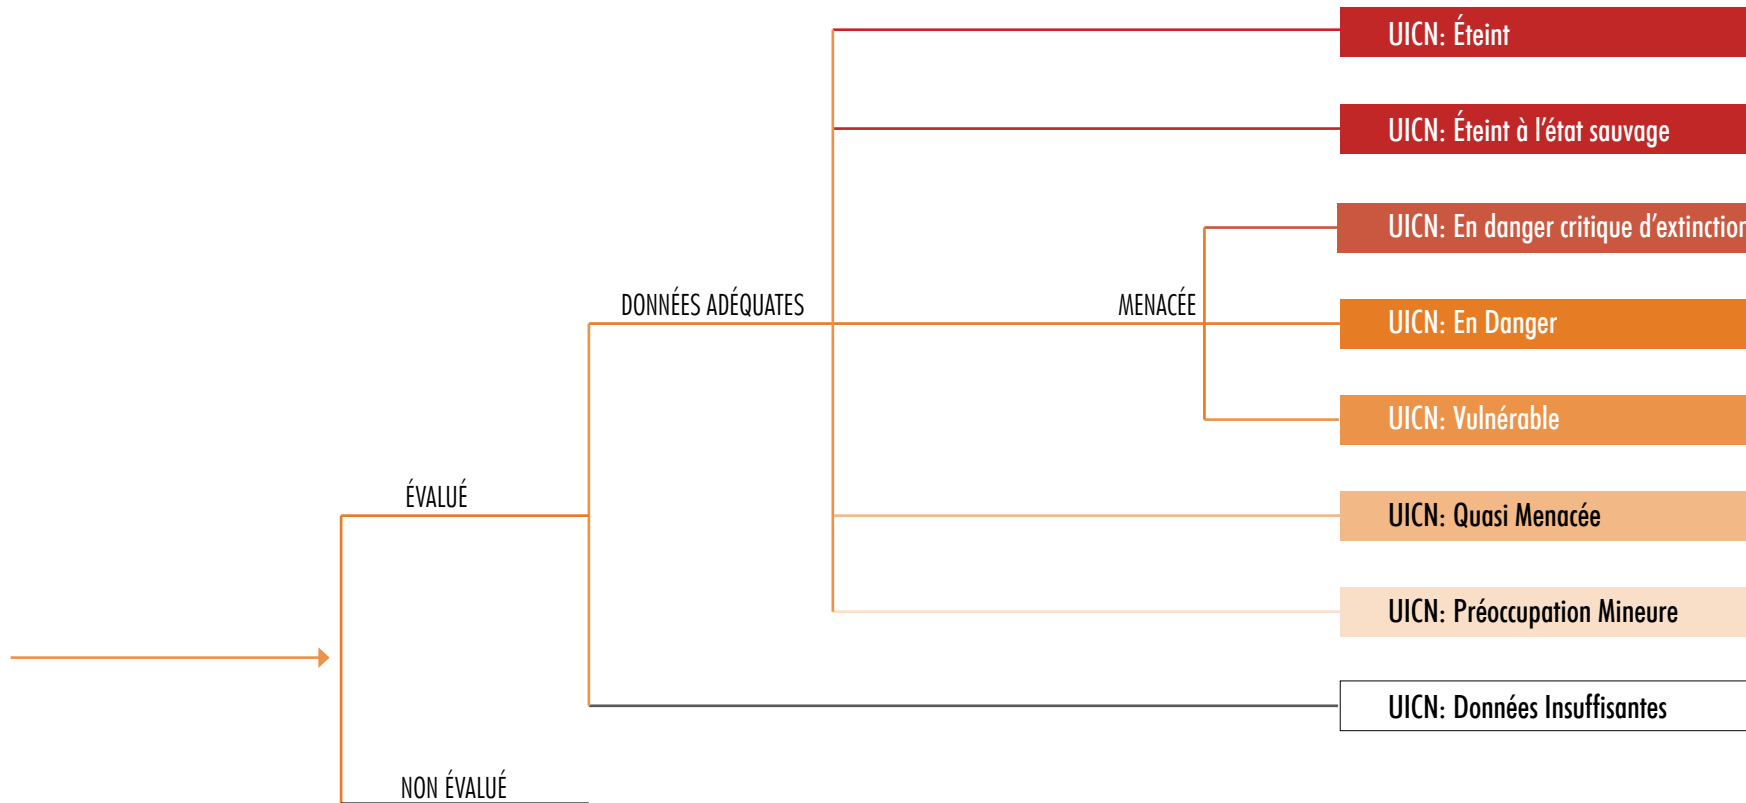 UICN: Éteint
UICN: Éteint à l'état sauvage
UICN: En danger critique d'extinction
DONNÉES ADÉQUATES
MENACÉE
UICN: En Danger
UICN: Vulnérable
ÉVALUÉ
UICN: Quasi Menacée
UICN: Préoccupation Mineure
UICN: Données Insuffisantes
NON ÉVALUÉ